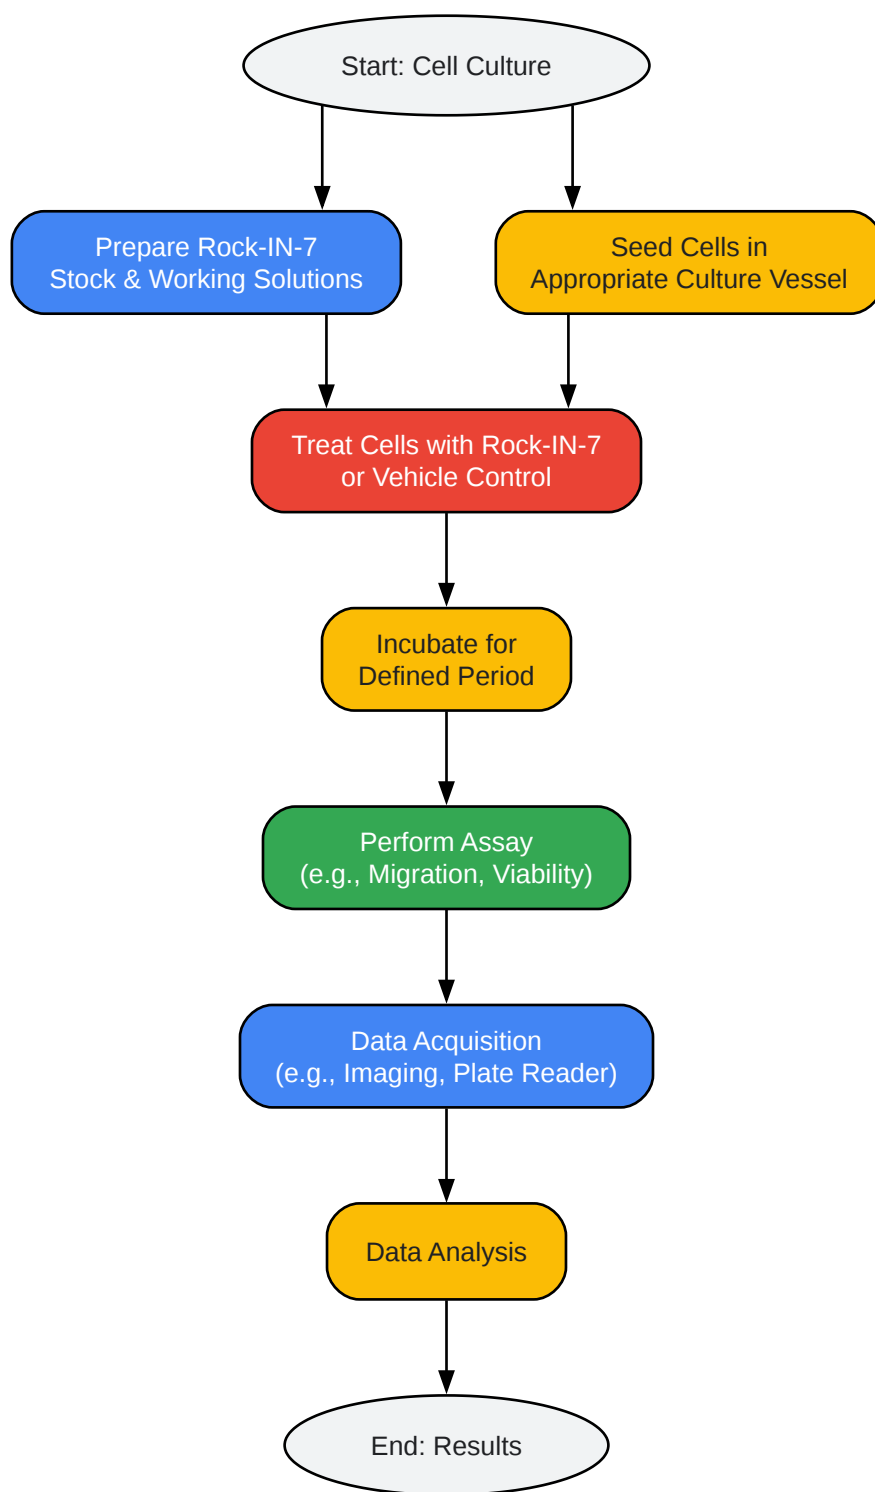 Start: Cell Culture
Prepare Rock-IN-7
Stock & Working Solutions
Seed Cells in
Appropriate Culture Vessel
Treat Cells with Rock-IN-7
or Vehicle Control
Incubate for
Defined Period
Perform Assay
(e.g., Migration, Viability)
Data Acquisition
(e.g., Imaging, Plate Reader)
Data Analysis
End: Results